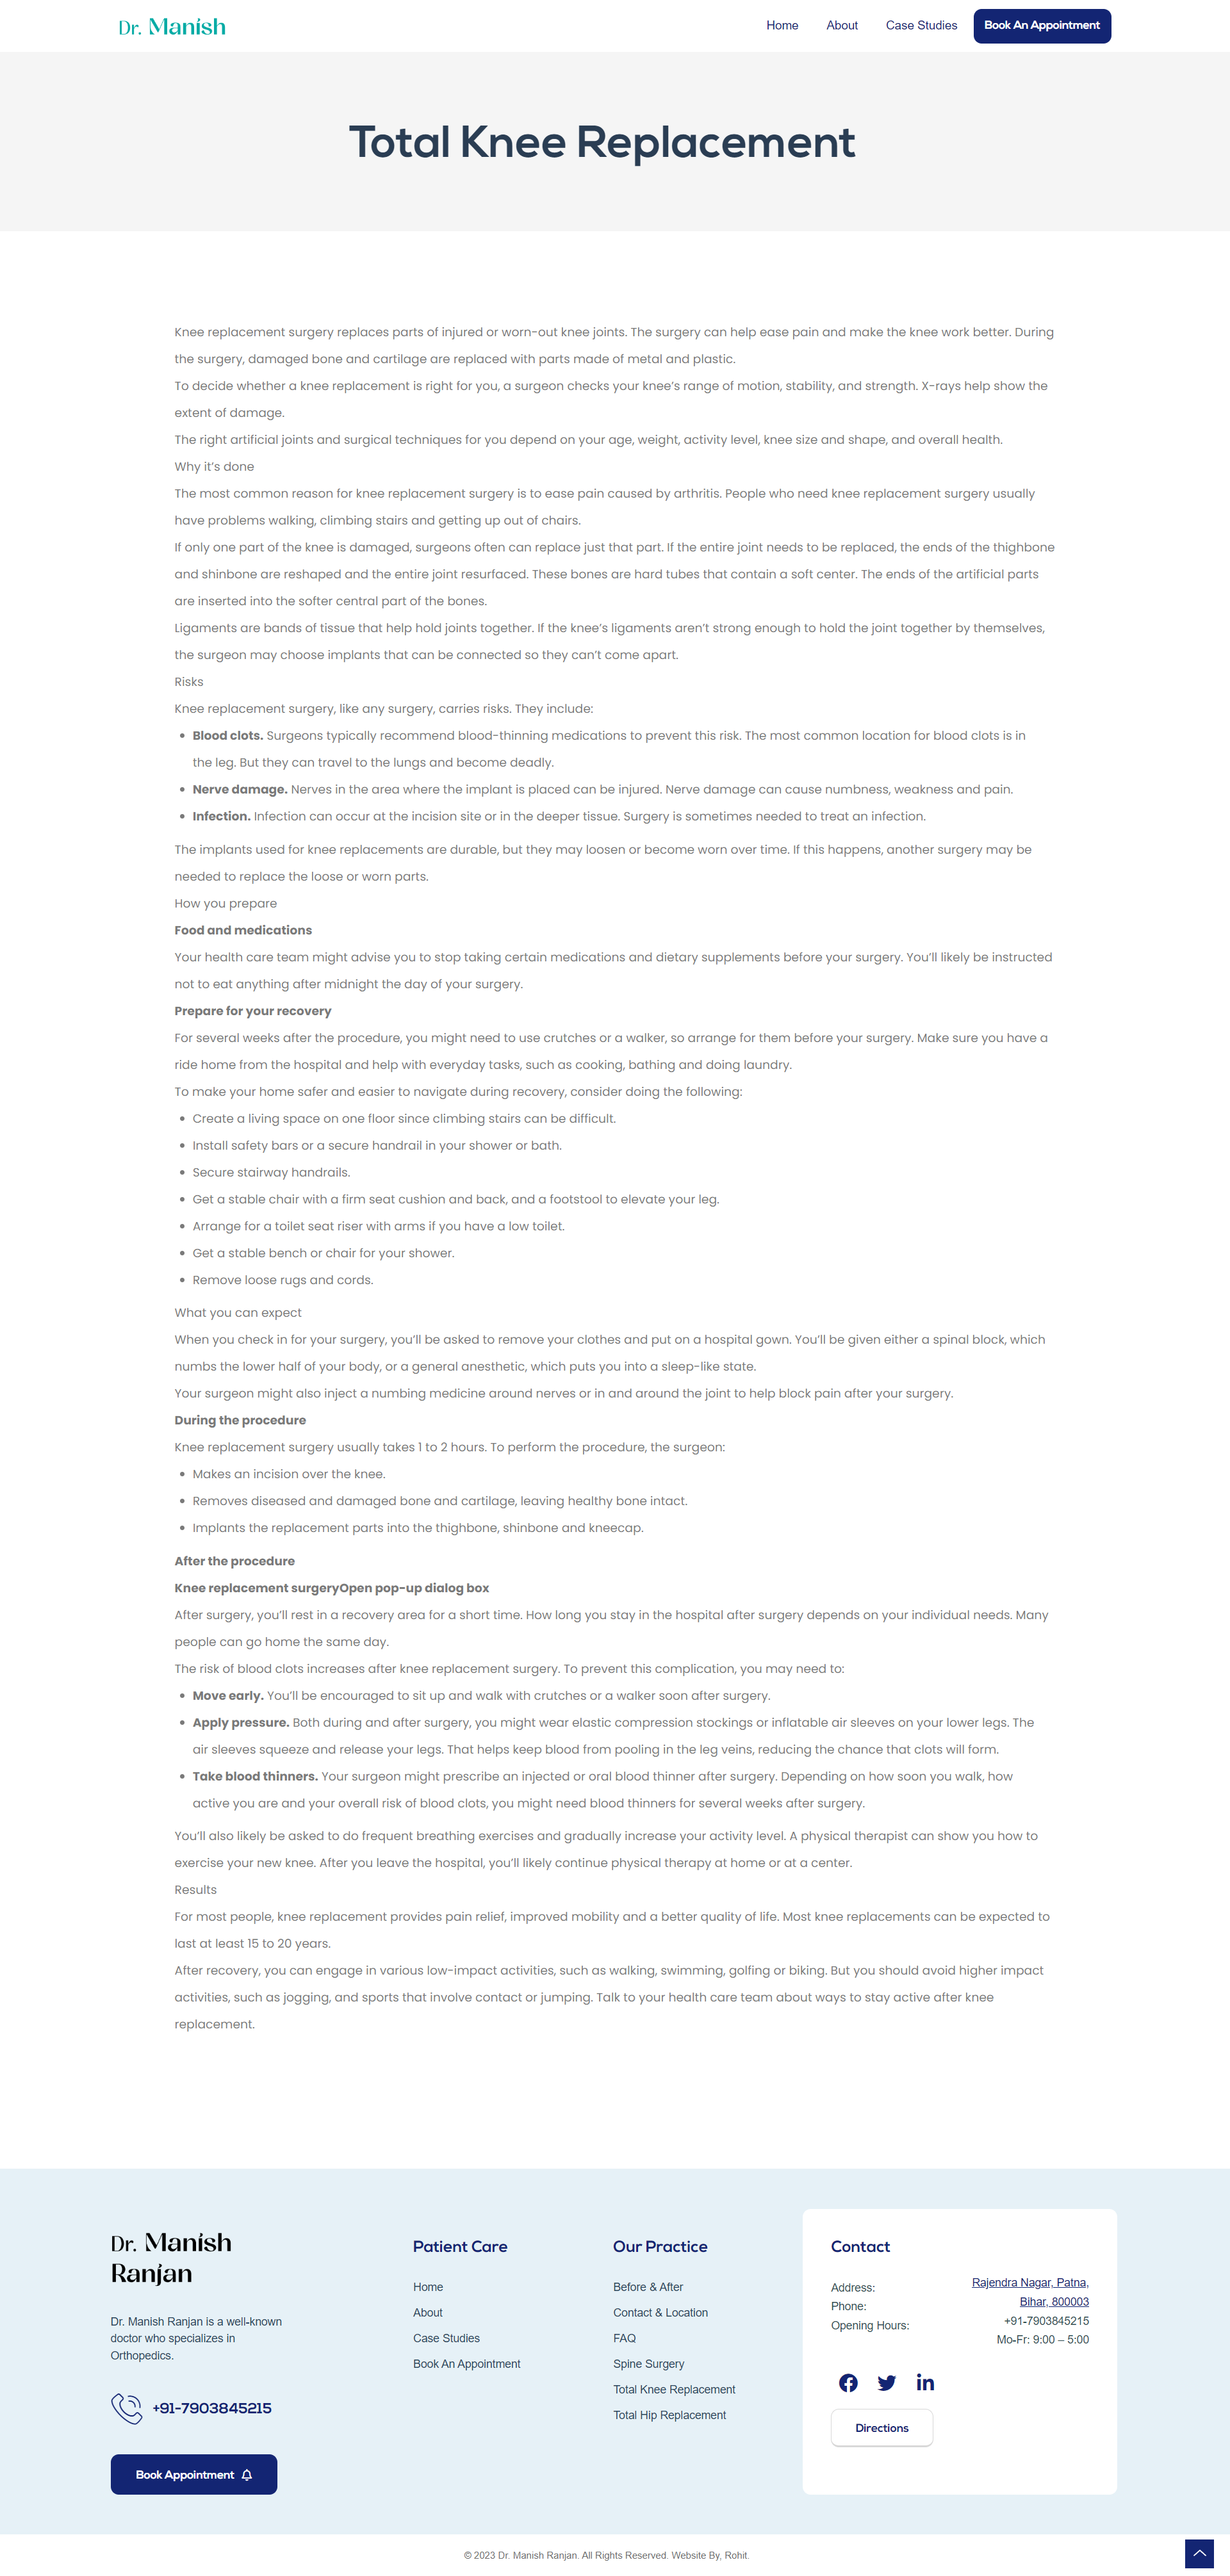 Dr. Manish
Home
About
Case Studies
Book An Appointment
Total Knee Replacement
Knee replacement surgery replaces parts of injured or worn-out knee joints. The surgery can help ease pain and make the knee work better. During
the surgery, damaged bone and cartilage are replaced with parts made of metal and plastic.
To decide whether a knee replacement is right for you, a surgeon checks your knee's range of motion, stability, and strength. X-rays help show the
extent of damage.
The right artificial joints and surgical techniques for you depend on your age, weight, activity level, knee size and shape, and overall health.
Why it's done
The most common reason for knee replacement surgery is to ease pain caused by arthritis. People who need knee replacement surgery usually
have problems walking, climbing stairs and getting up out of chairs.
If only one part of the knee is damaged, surgeons often can replace just that part. If the entire joint needs to be replaced, the ends of the thighbone
and shinbone are reshaped and the entire joint resurfaced. These bones are hard tubes that contain a soft center. The ends of the artificial parts
are inserted into the softer central part of the bones.
Ligaments are bands of tissue that help hold joints together. If the knee's ligaments aren't strong enough to hold the joint together by themselves,
the surgeon may choose implants that can be connected so they can't come apart.
Risks
Knee replacement surgery, like any surgery, carries risks. They include:
• Blood clots. Surgeons typically recommend blood-thinning medications to prevent this risk. The most common location for blood clots is in
the leg. But they can travel to the lungs and become deadly.
• Nerve damage. Nerves in the area where the implant is placed can be injured. Nerve damage can cause numbness, weakness and pain.
• Infection. Infection can occur at the incision site or in the deeper tissue. Surgery is sometimes needed to treat an infection.
The implants used for knee replacements are durable, but they may loosen or become worn over time. If this happens, another surgery may be
needed to replace the loose or worn parts.
How you prepare
Food and medications
Your health care team might advise you to stop taking certain medications and dietary supplements before your surgery. You'll likely be instructed
not to eat anything after midnight the day of your surgery.
Prepare for your recovery
For several weeks after the procedure, you might need to use crutches or a walker, so arrange for them before your surgery. Make sure you have a
ride home from the hospital and help with everyday tasks, such as cooking, bathing and doing laundry.
To make your home safer and easier to navigate during recovery, consider doing the following:
• Create a living space on one floor since climbing stairs can be difficult.
• Install safety bars or a secure handrail in your shower or bath.
• Secure stairway handrails.
• Get a stable chair with a firm seat cushion and back, and a footstool to elevate your leg.
• Arrange for a toilet seat riser with arms if you have a low toilet.
• Get a stable bench or chair for your shower.
• Remove loose rugs and cords.
What you can expect
When you check in for your surgery, you'll be asked to remove your clothes and put on a hospital gown. You'll be given either a spinal block, which
numbs the lower half of your body, or a general anesthetic, which puts you into a sleep-like state.
Your surgeon might also inject a numbing medicine around nerves or in and around the joint to help block pain after your surgery.
During the procedure
Knee replacement surgery usually takes 1 to 2 hours. To perform the procedure, the surgeon:
• Makes an incision over the knee.
• Removes diseased and damaged bone and cartilage, leaving healthy bone intact.
• Implants the replacement parts into the thighbone, shinbone and kneecap.
After the procedure
Knee replacement surgeryOpen pop-up dialog box
After surgery, you'll rest in a recovery area for a short time. How long you stay in the hospital after surgery depends on your individual needs. Many
people can go home the same day.
The risk of blood clots increases after knee replacement surgery. To prevent this complication, you may need to:
• Move early. You'll be encouraged to sit up and walk with crutches or a walker soon after surgery.
• Apply pressure. Both during and after surgery, you might wear elastic compression stockings or inflatable air sleeves on your lower legs. The
air sleeves squeeze and release your legs. That helps keep blood from pooling in the leg veins, reducing the chance that clots will form.
• Take blood thinners. Your surgeon might prescribe an injected or oral blood thinner after surgery. Depending on how soon you walk, how
active you are and your overall risk of blood clots, you might need blood thinners for several weeks after surgery.
You'll also likely be asked to do frequent breathing exercises and gradually increase your activity level. A physical therapist can show you how to
exercise your new knee. After you leave the hospital, you'll likely continue physical therapy at home or at a center.
Results
For most people, knee replacement provides pain relief, improved mobility and a better quality of life. Most knee replacements can be expected to
last at least 15 to 20 years.
After recovery, you can engage in various low-impact activities, such as walking, swimming, golfing or biking. But you should avoid higher impact
activities, such as jogging, and sports that involve contact or jumping. Talk to your health care team about ways to stay active after knee
replacement.
Dr. Manish
Ranjan
Dr. Manish Ranjan is a well-known
doctor who specializes in
Orthopedics.
+91-7903845215
Book Appointment
Patient Care
Home
About
Case Studies
Book An Appointment
Our Practice
Before & After
Contact & Location
FAQ
Spine Surgery
Total Knee Replacement
Total Hip Replacement
Contact
Address: Rajendra Nagar, Patna,
Bihar, 800003
Phone: +91-7903845215
Opening Hours: Mo-Fr: 9:00 – 5:00
Directions
© 2023 Dr. Manish Ranjan. All Rights Reserved. Website By, Rohit.